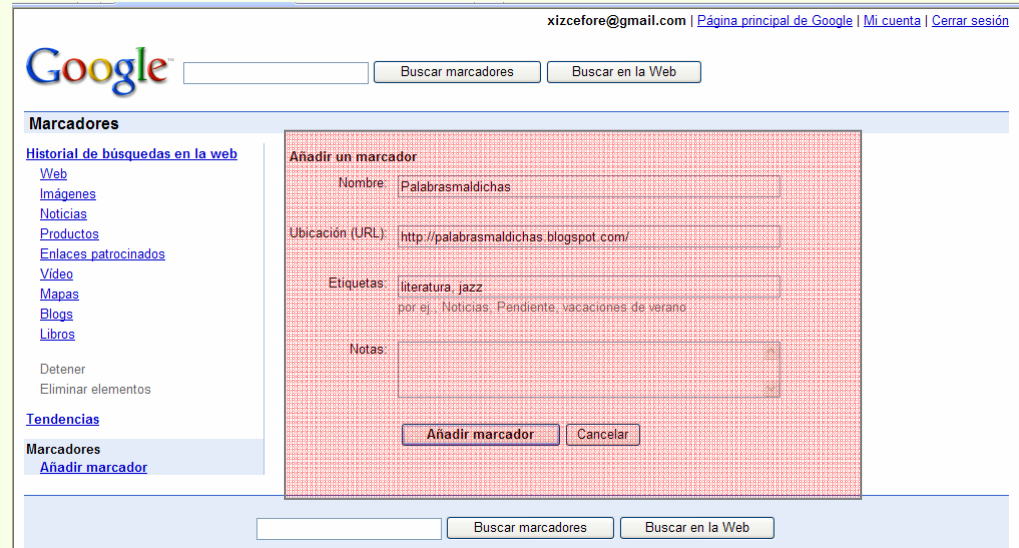 xizcefore@gmail.com | Página principal de Google | Mi cuenta | Cerrar sesión
Google Buscar marcadores Buscar en la Web
Marcadores
Historial de búsquedas en la web
Web
Imágenes
Noticias
Productos
Enlaces patrocinados
Vídeo
Mapas
Blogs
Libros
Detener
Eliminar elementos
Tendencias
Marcadores
Añadir marcador
Añadir un marcador
Nombre: Palabrasmaldichas
Ubicación (URL): http://palabrasmaldichas.blogspot.com/
Etiquetas: literatura, jazz
por ej., Noticias, Pendiente, vacaciones de verano
Notas:
Añadir marcador Cancelar
Buscar marcadores Buscar en la Web